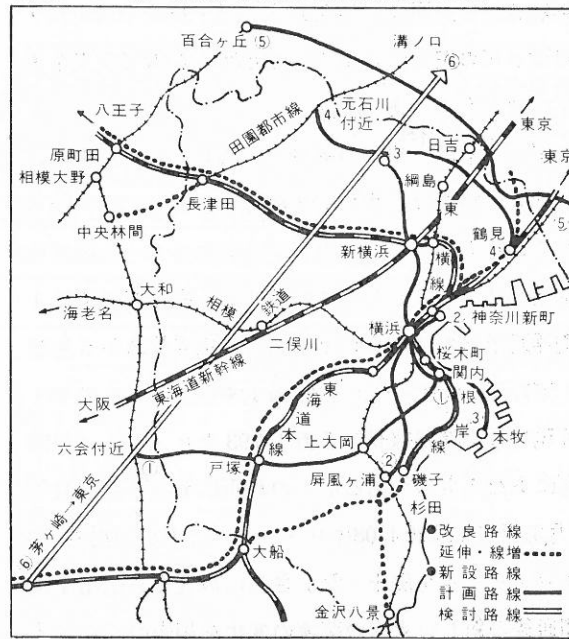 百合ヶ丘(5)
溝ノ口
⑥
八王子
元石川
付近
4
田園都市線
3
日吉
東京
東京
原町田
相模大野
長津田
綱島
東
横
線
5
鶴見
4
中央林間
新横浜
大和
相模
鉄道
海老名
二俣川
横浜
2
神奈川新町
桜木町
関内
東海道新幹線
大阪
東
海
道
本
線
①
根
岸
線
3
本牧
六会付近
①
戸塚
上大岡
②
屏風ヶ浦
磯子
杉田
⑥茅ヶ崎→東京
大船
金沢八景
●改良路線
延伸・線増
●新設路線
計画路線
検討路線